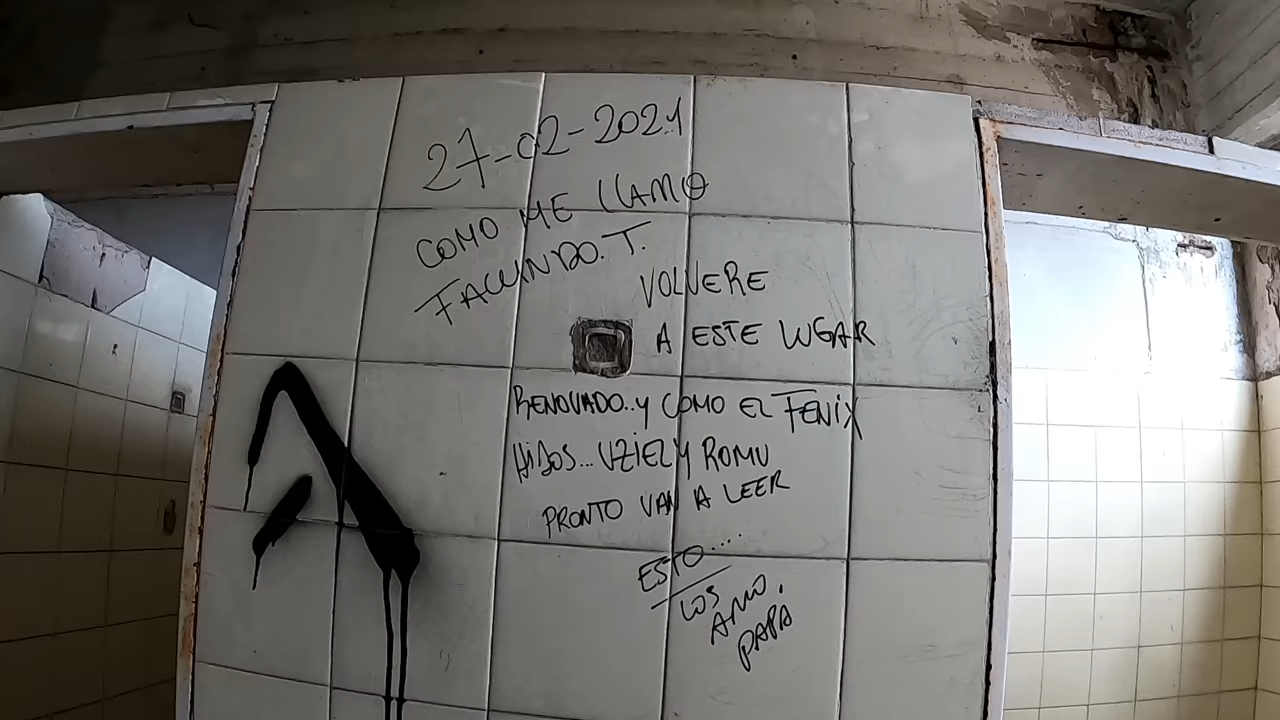 27-02-2021
COMO ME LLAMO
FACUNDO. T.
VOLVERE
A ESTE LUGAR
RENOVADO..Y COMO EL FENIX
HIJOS... UZIEL Y ROMU
PRONTO VAN A LEER
ESTO....
LOS
AMO.
PAPÁ